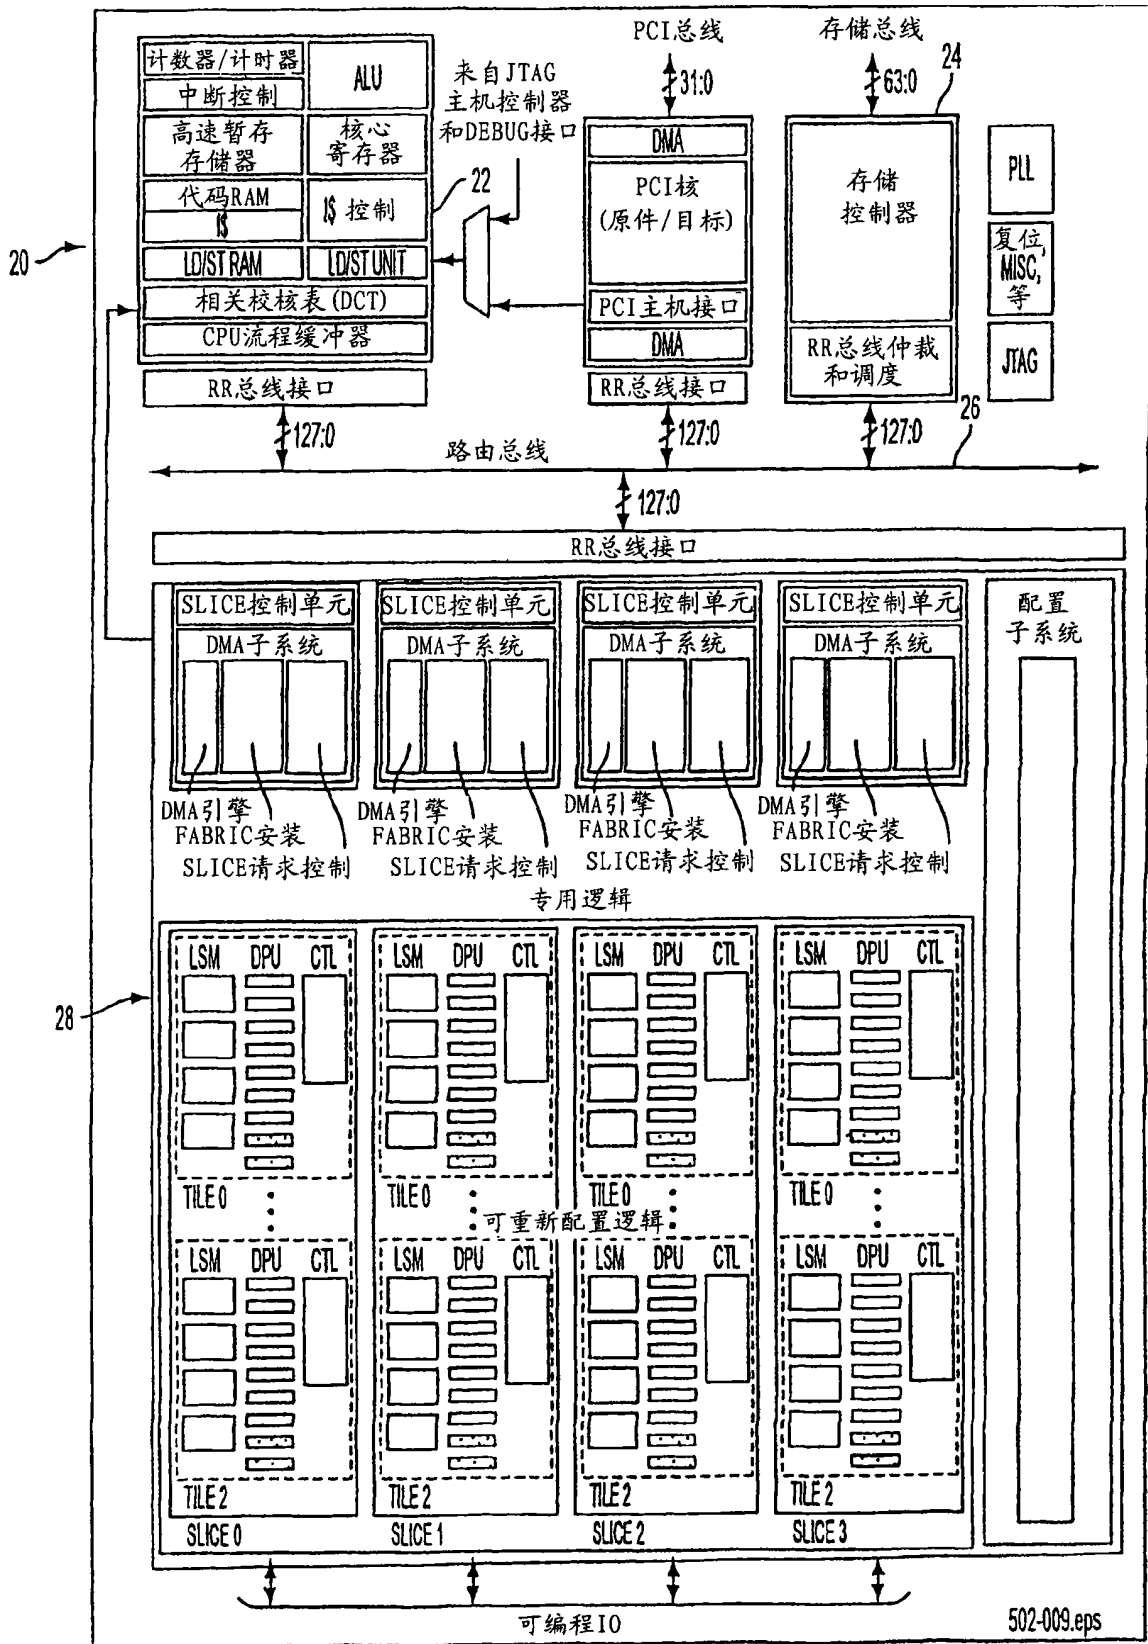 PCI总线
存储总线
31:0
63:0
24
计数器/计时器
ALU
中断控制
高速暂存
存储器
核心
寄存器
代码RAM
I$
I$ 控制
LD/ST RAM
LD/ST UNIT
相关校核表(DCT)
CPU流程缓冲器
RR总线接口
20
22
来自JTAG
主机控制器
和DEBUG接口
DMA
PCI核
(原件/目标)
PCI主机接口
DMA
RR总线接口
存储
控制器
RR总线仲裁
和调度
PLL
复位,
MISC,
等
JTAG
127:0
127:0
127:0
26
路由总线
127:0
RR总线接口
SLICE控制单元
SLICE控制单元
SLICE控制单元
SLICE控制单元
DMA子系统
DMA子系统
DMA子系统
DMA子系统
配置
子系统
DMA引擎
DMA引擎
DMA引擎
DMA引擎
FABRIC安装
FABRIC安装
FABRIC安装
FABRIC安装
SLICE请求控制
SLICE请求控制
SLICE请求控制
SLICE请求控制
专用逻辑
28
LSM DPU CTL
LSM DPU CTL
LSM DPU CTL
LSM DPU CTL
TILE 0
TILE 0
TILE 0
TILE 0
可重新配置逻辑
LSM DPU CTL
LSM DPU CTL
LSM DPU CTL
LSM DPU CTL
TILE 2
TILE 2
TILE 2
TILE 2
SLICE 0
SLICE 1
SLICE 2
SLICE 3
可编程IO
502-009.eps